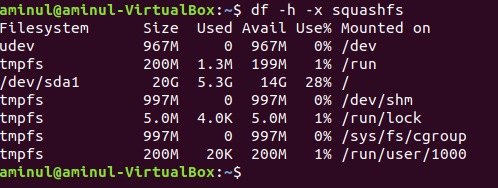 aminul@aminul-VirtualBox:~$ df -h -x squashfs
Filesystem      Size  Used Avail Use% Mounted on
udev            967M     0  967M   0% /dev
tmpfs           200M  1.3M  199M   1% /run
/dev/sda1        20G  5.3G   14G  28% /
tmpfs           997M     0  997M   0% /dev/shm
tmpfs           5.0M  4.0K  5.0M   1% /run/lock
tmpfs           997M     0  997M   0% /sys/fs/cgroup
tmpfs           200M   20K  200M   1% /run/user/1000
aminul@aminul-VirtualBox:~$